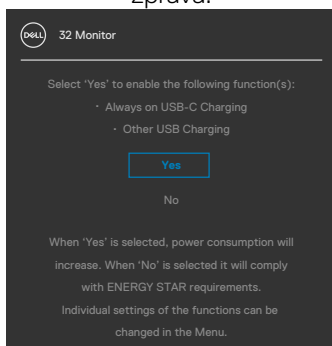 zpráva:
DELL
32 Monitor
Select ‘Yes’ to enable the following function(s):
· Always on USB-C Charging
· Other USB Charging
Yes
No
When ‘Yes’ is selected, power consumption will
increase. When ‘No’ is selected it will comply
with ENERGY STAR requirements.
Individual settings of the functions can be
changed in the Menu.